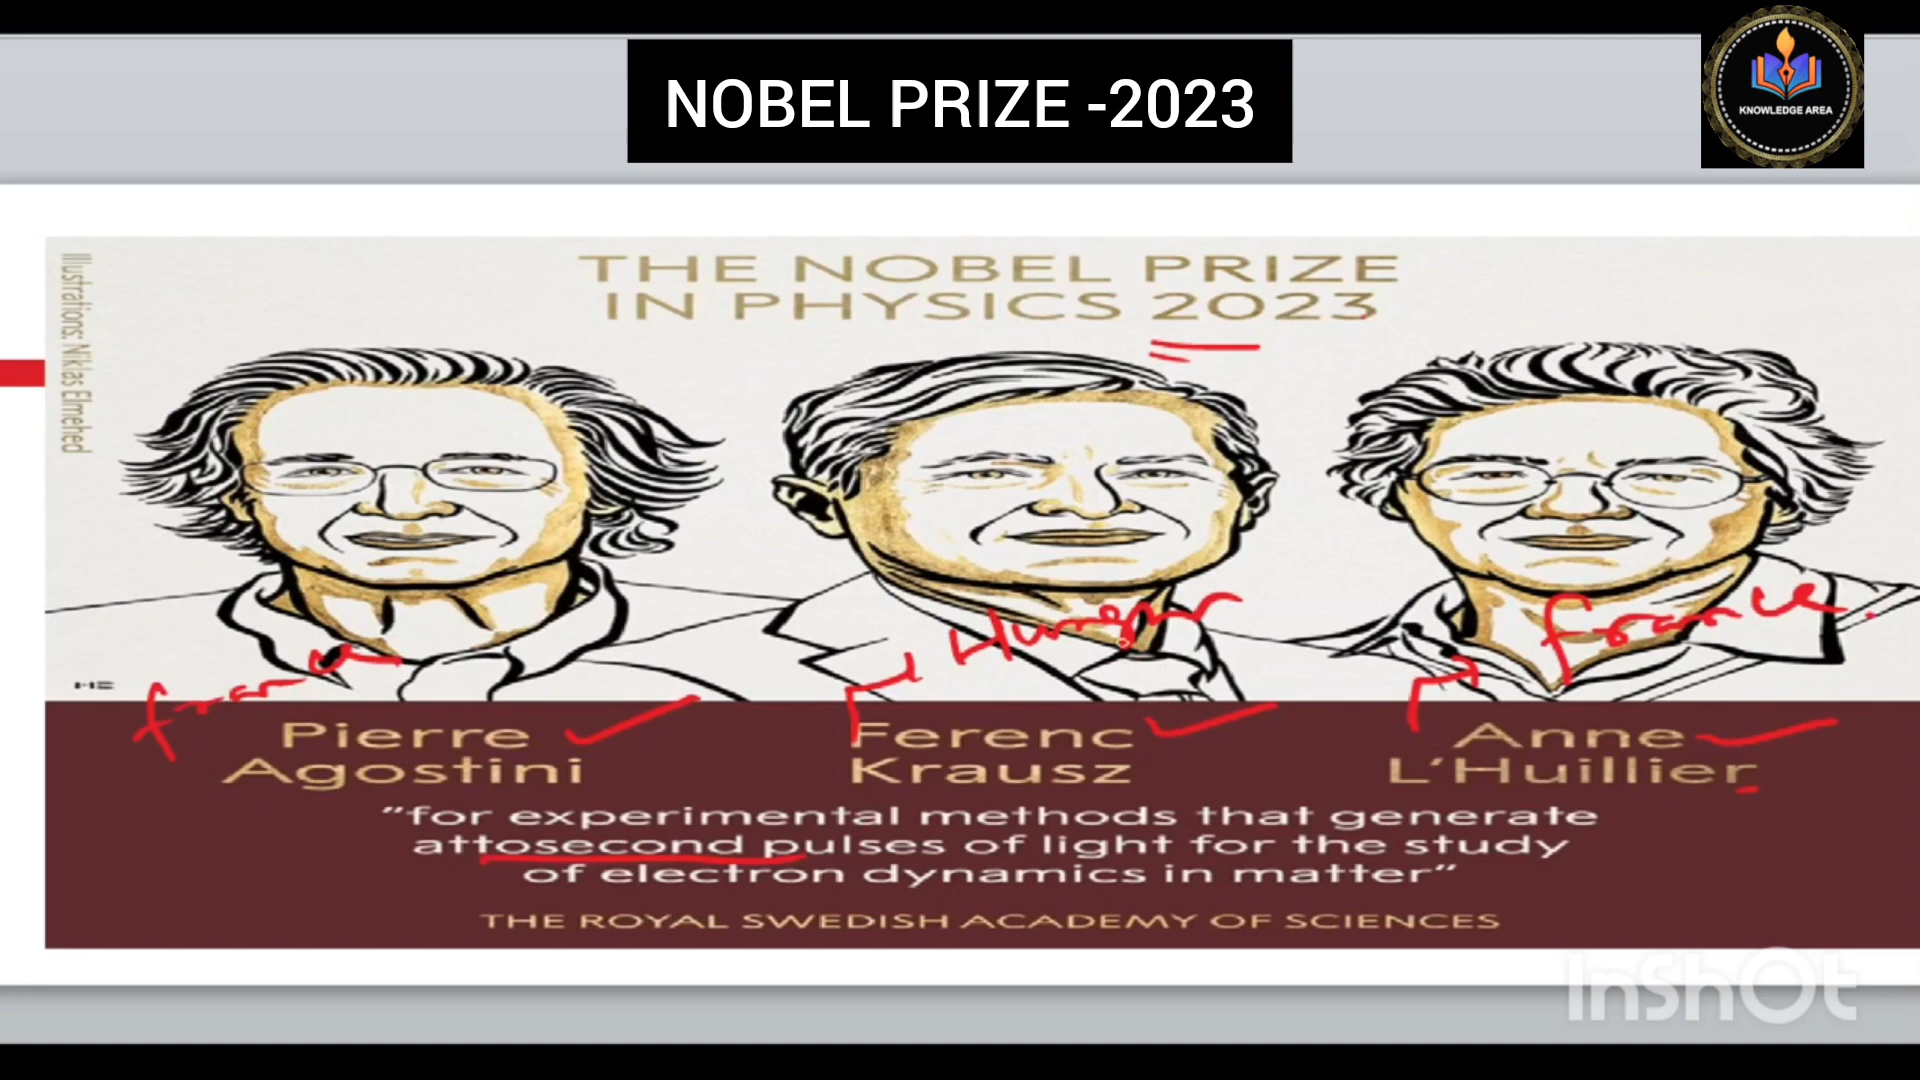 NOBEL PRIZE -2023
KNOWLEDGE AREA
Illustrations: Niklas Elmehed
THE NOBEL PRIZE
IN PHYSICS 2023
France
Pierre
Agostini
Ferenc
Krausz
France
Anne
L'Huillier
"for experimental methods that generate
attosecond pulses of light for the study
of electron dynamics in matter"
THE ROYAL SWEDISH ACADEMY OF SCIENCES
InShOt